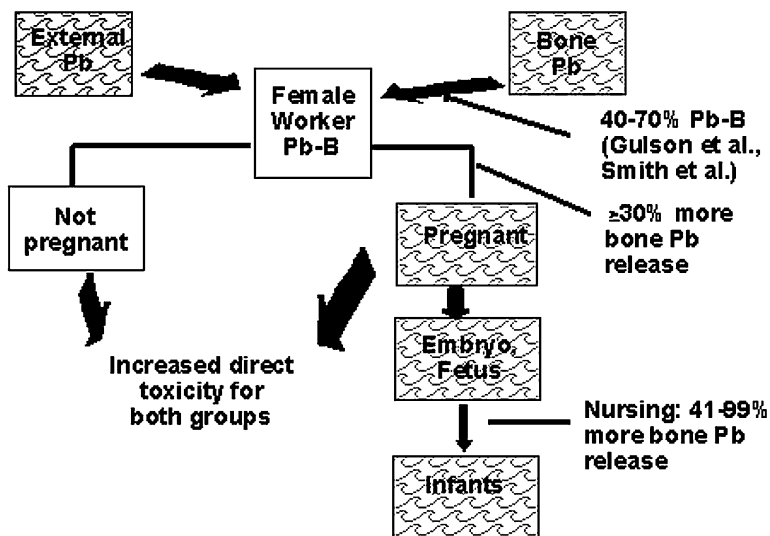 External
Pb
Bone
Pb
Female
Worker
Pb-B
40-70% Pb-B
(Gulson et al.,
Smith et al.)
Not
pregnant
Pregnant
≥30% more
bone Pb
release
Increased direct
toxicity for
both groups
Embryo,
Fetus
Nursing: 41-99%
more bone Pb
release
Infants